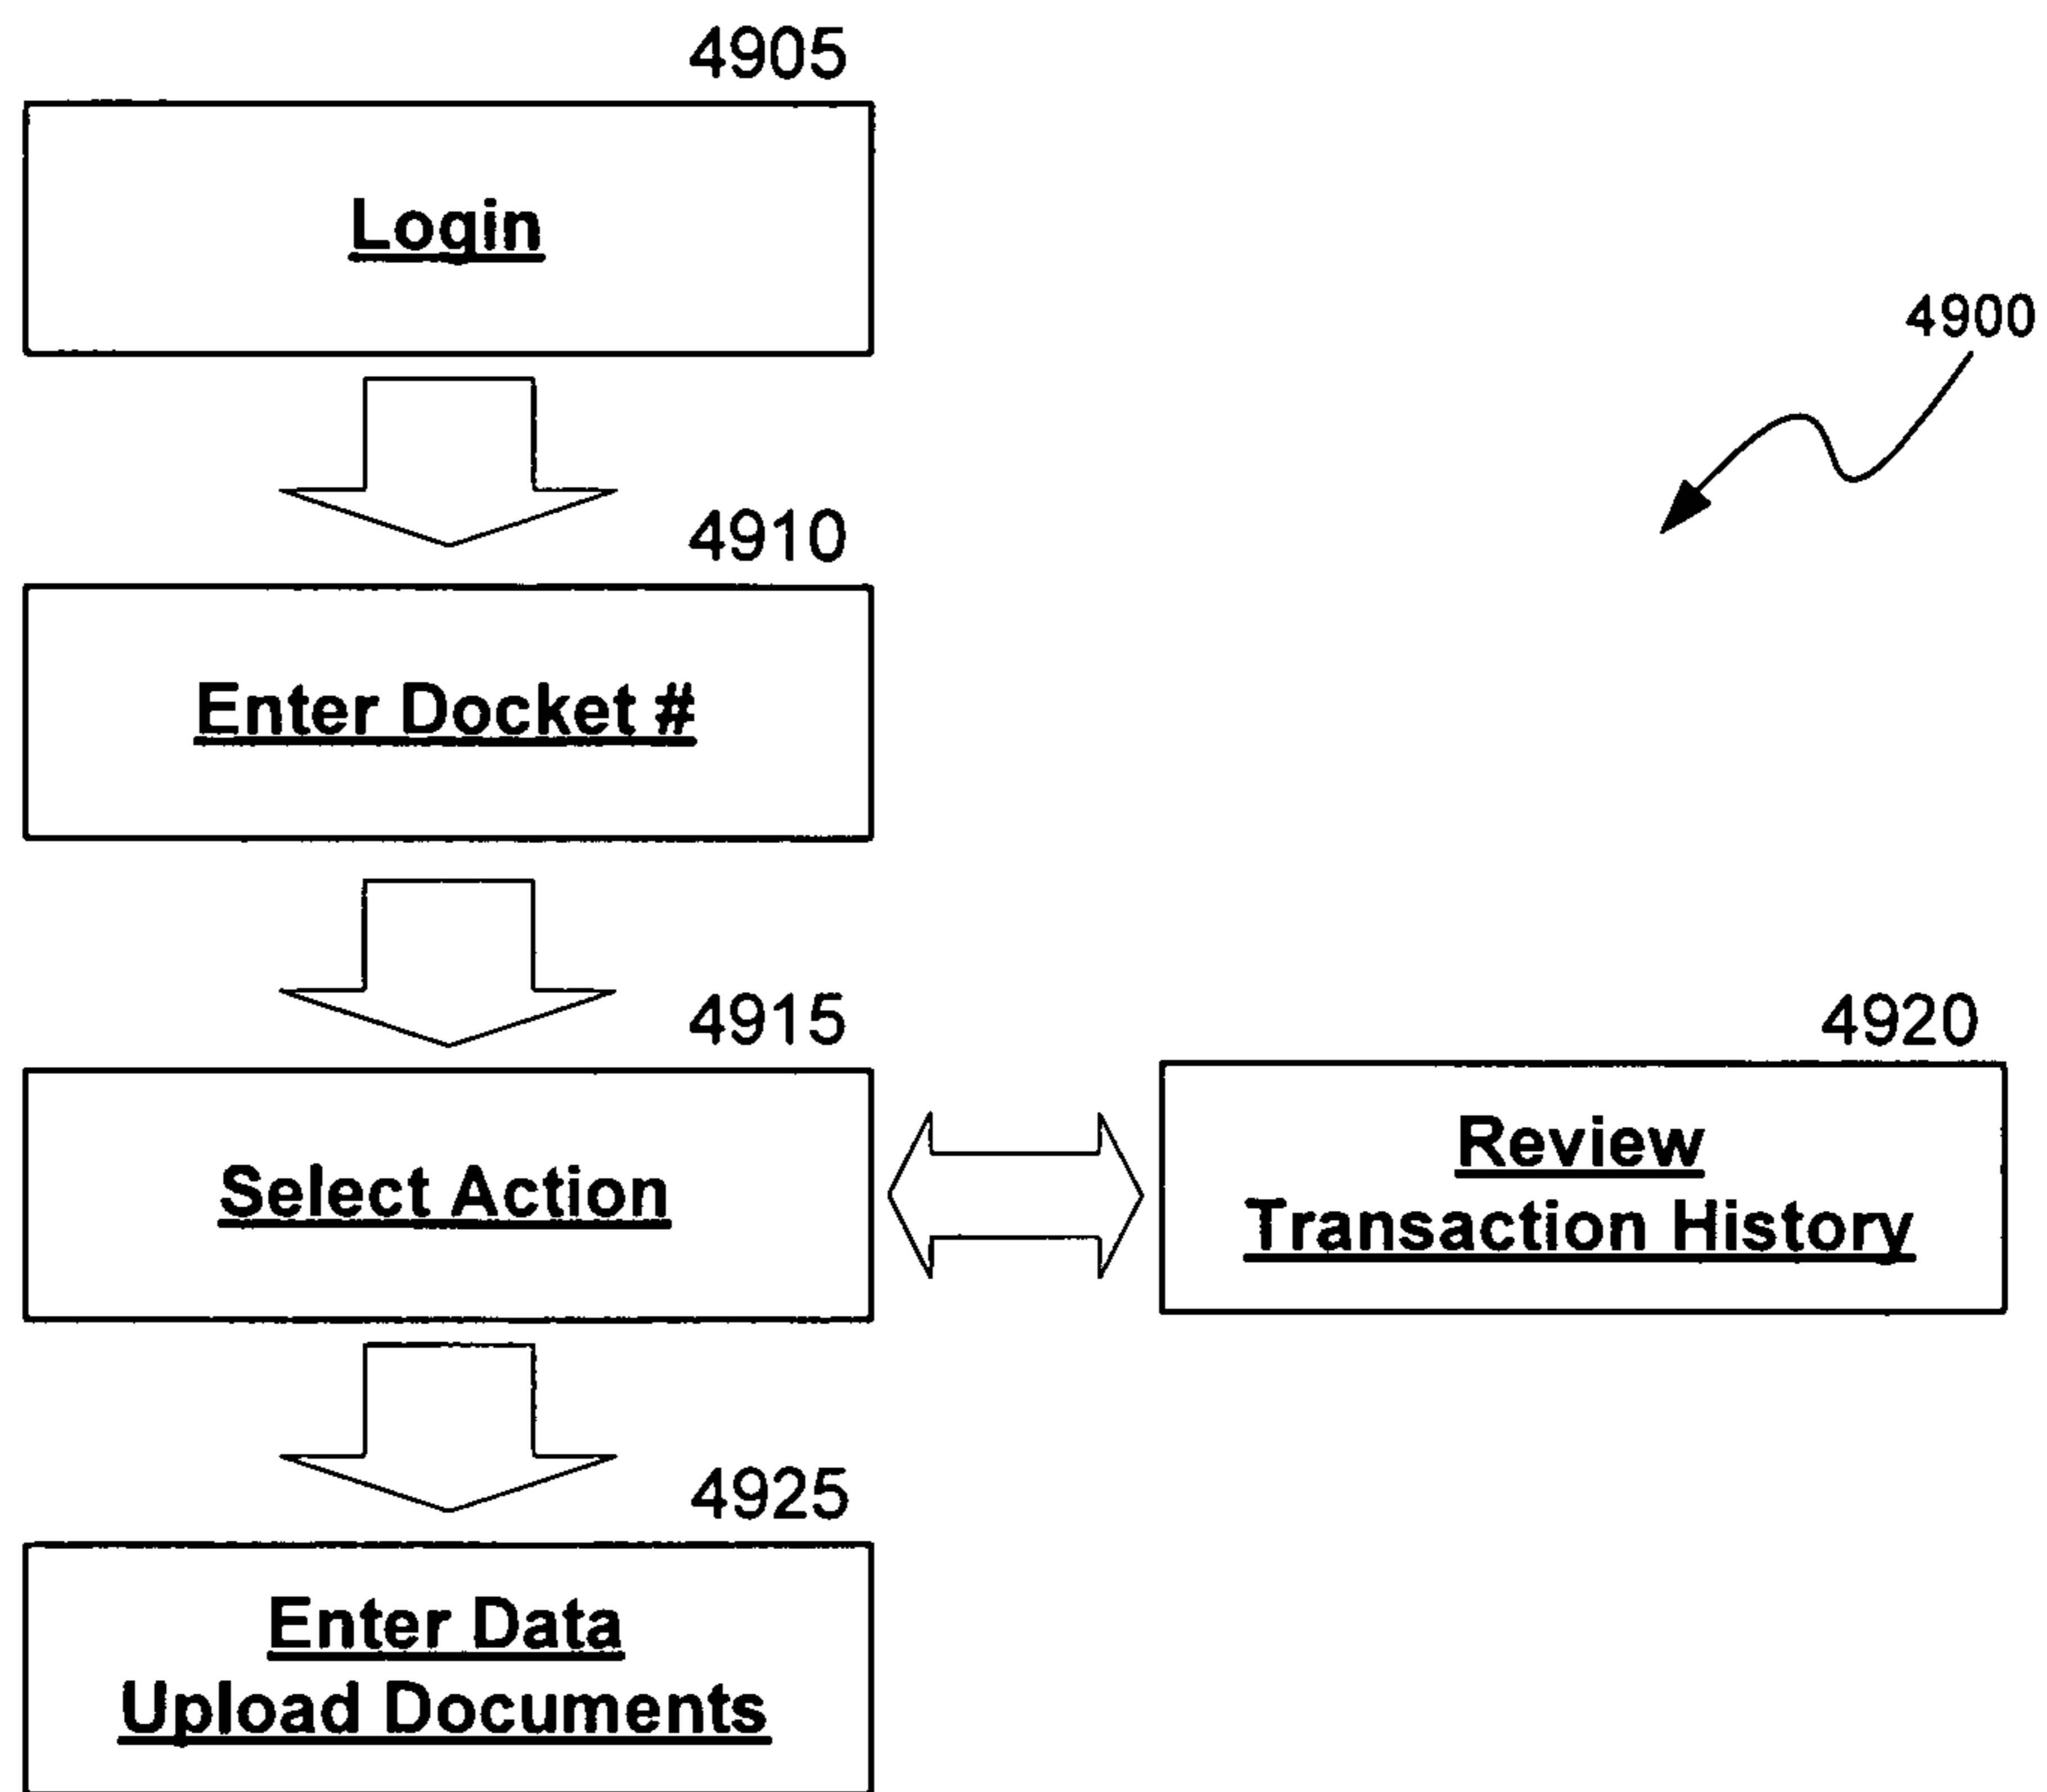 4905
Login
4900
4910
Enter Docket #
4915
Select Action
4920
Review
Transaction History
4925
Enter Data
Upload Documents